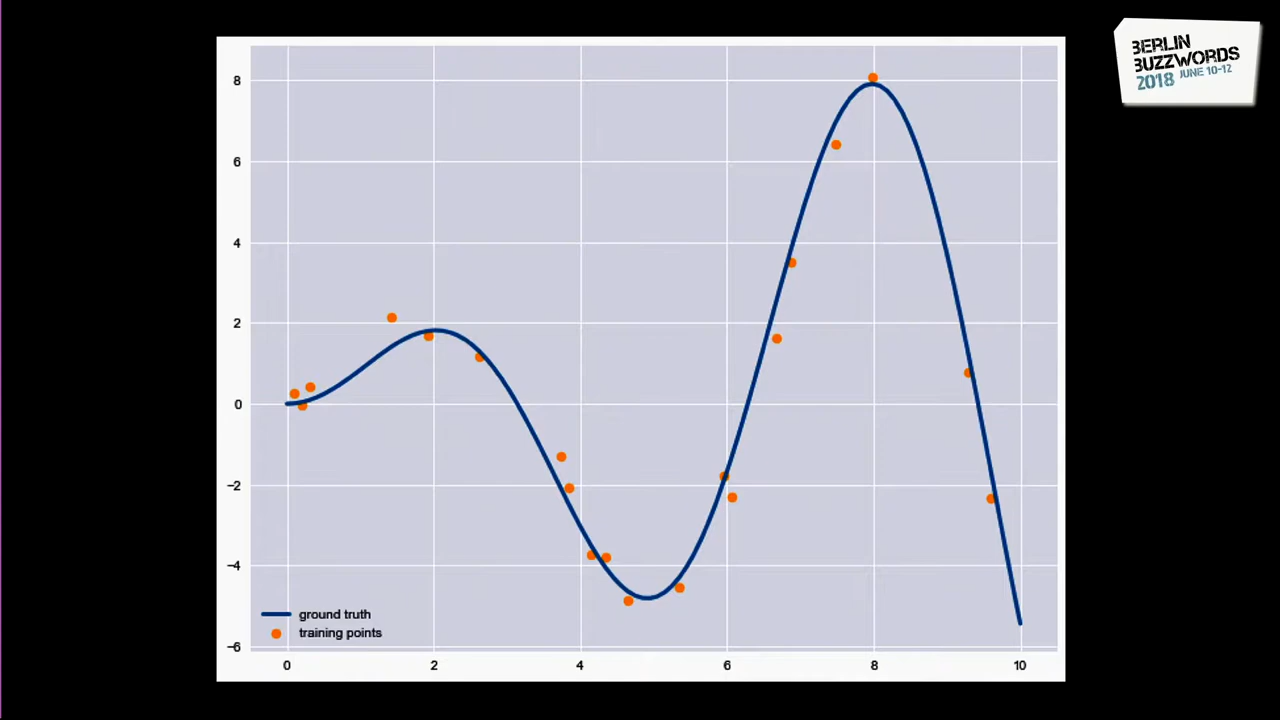 BERLIN
BUZZWORDS
2018 JUNE 10-12
8
6
4
2
0
−2
−4
−6
ground truth
training points
0 2 4 6 8 10